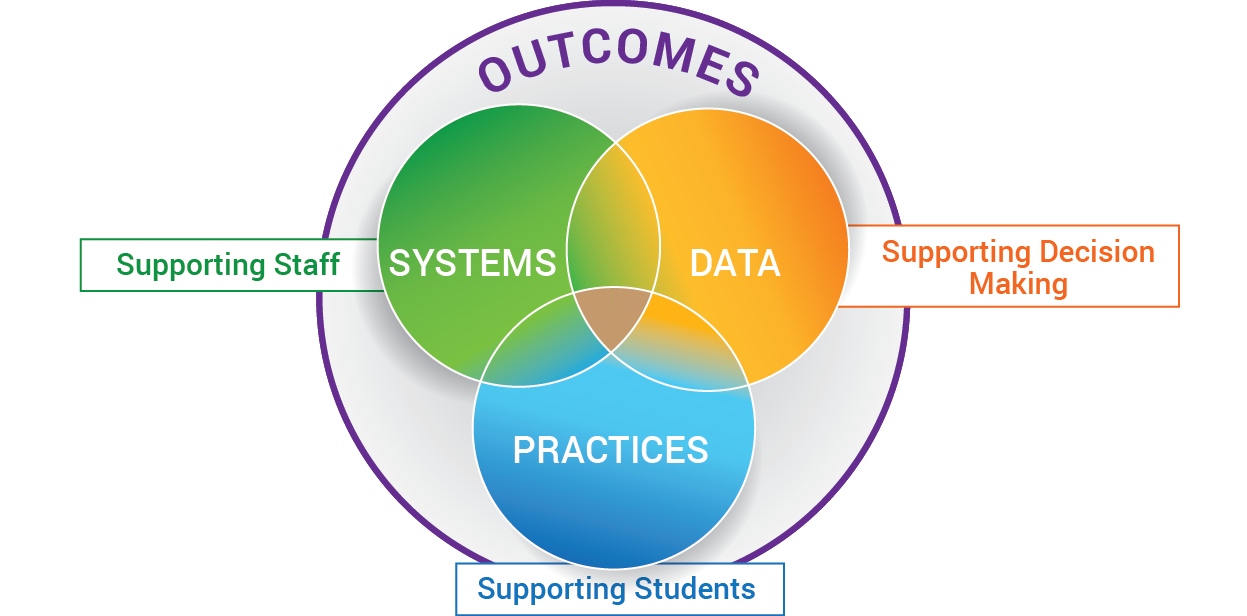 OUTCOMES
SYSTEMS
DATA
Supporting Staff
Supporting Decision
Making
PRACTICES
Supporting Students